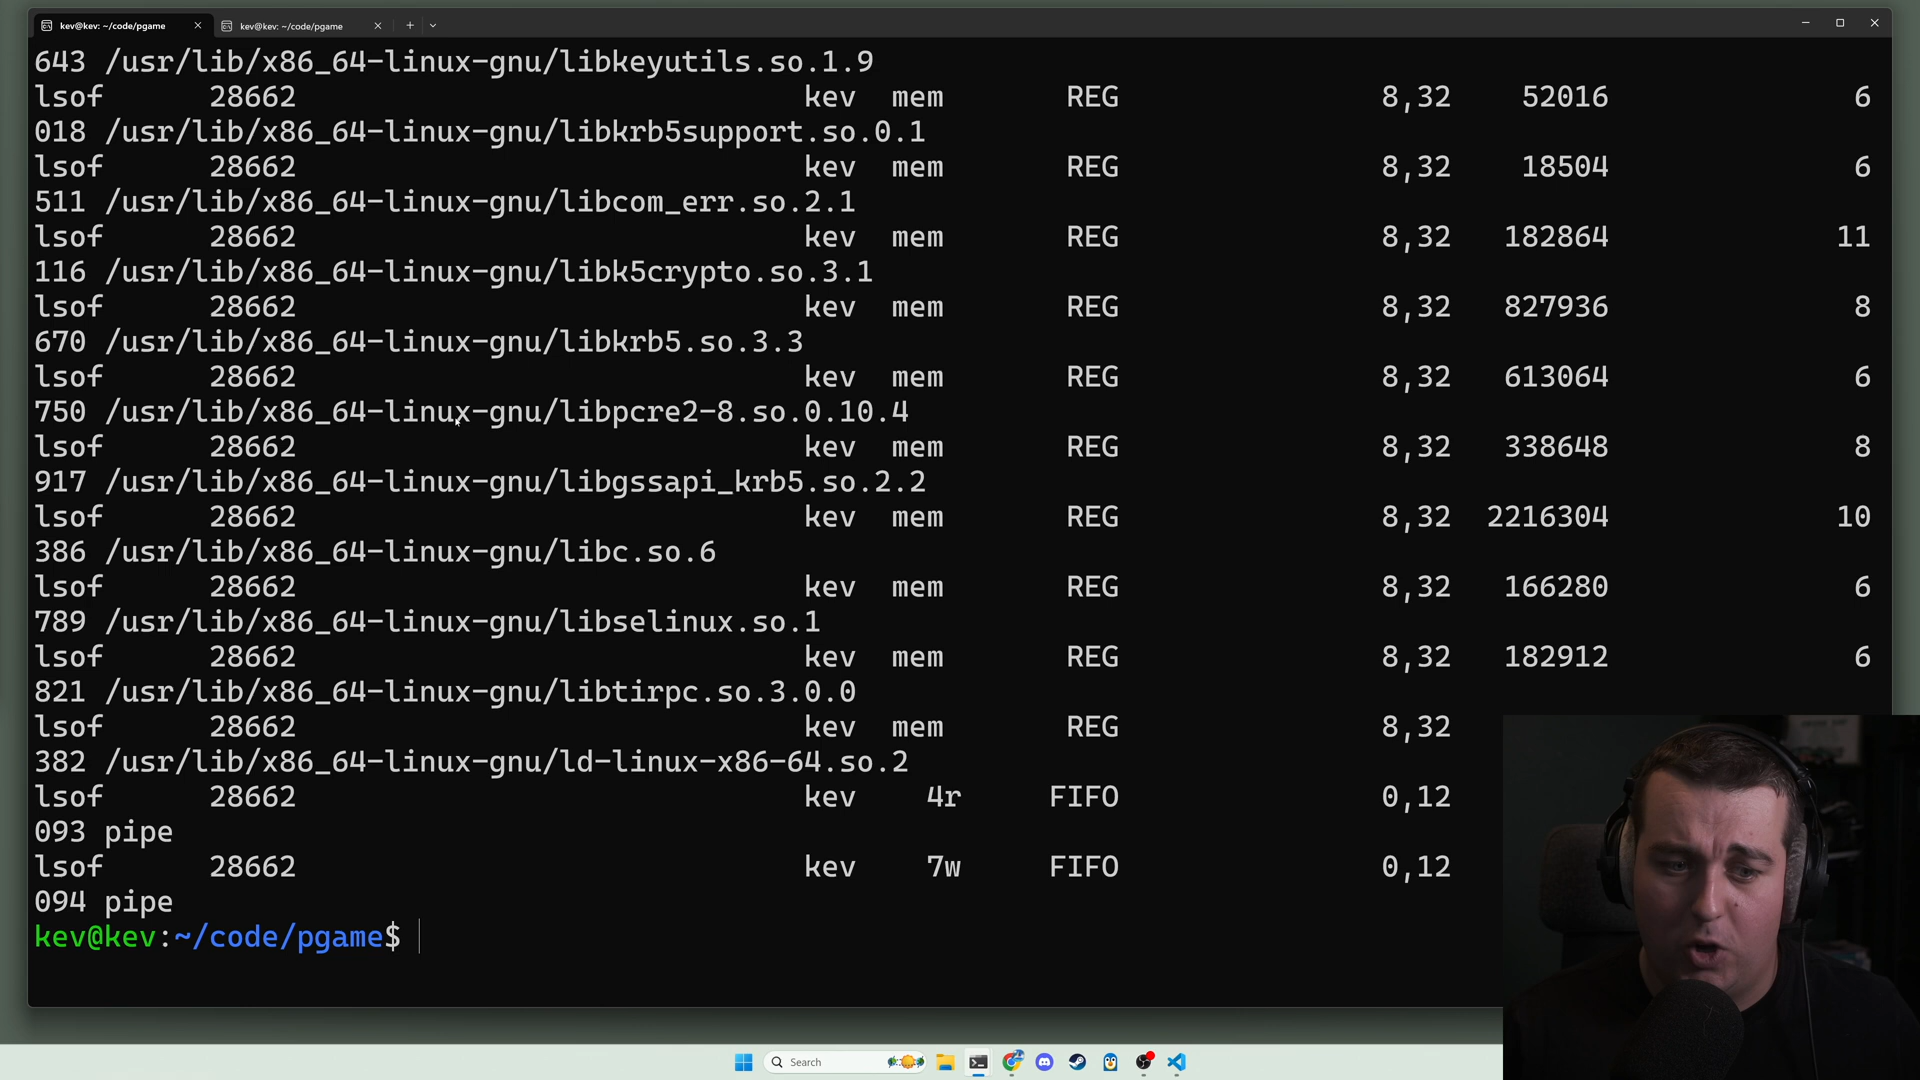 kev@kev: ~/code/pgame
kev@kev: ~/code/pgame
643 /usr/lib/x86_64-linux-gnu/libkeyutils.so.1.9
lsof 28662 kev mem REG 8,32 52016 6
018 /usr/lib/x86_64-linux-gnu/libkrb5support.so.0.1
lsof 28662 kev mem REG 8,32 18504 6
511 /usr/lib/x86_64-linux-gnu/libcom_err.so.2.1
lsof 28662 kev mem REG 8,32 182864 11
116 /usr/lib/x86_64-linux-gnu/libk5crypto.so.3.1
lsof 28662 kev mem REG 8,32 827936 8
670 /usr/lib/x86_64-linux-gnu/libkrb5.so.3.3
lsof 28662 kev mem REG 8,32 613064 6
750 /usr/lib/x86_64-linux-gnu/libpcre2-8.so.0.10.4
lsof 28662 kev mem REG 8,32 338648 8
917 /usr/lib/x86_64-linux-gnu/libgssapi_krb5.so.2.2
lsof 28662 kev mem REG 8,32 2216304 10
386 /usr/lib/x86_64-linux-gnu/libc.so.6
lsof 28662 kev mem REG 8,32 166280 6
789 /usr/lib/x86_64-linux-gnu/libselinux.so.1
lsof 28662 kev mem REG 8,32 182912 6
821 /usr/lib/x86_64-linux-gnu/libtirpc.so.3.0.0
lsof 28662 kev mem REG 8,32
382 /usr/lib/x86_64-linux-gnu/ld-linux-x86-64.so.2
lsof 28662 kev 4r FIFO 0,12
093 pipe
lsof 28662 kev 7w FIFO 0,12
094 pipe
kev@kev:~/code/pgame$
Search